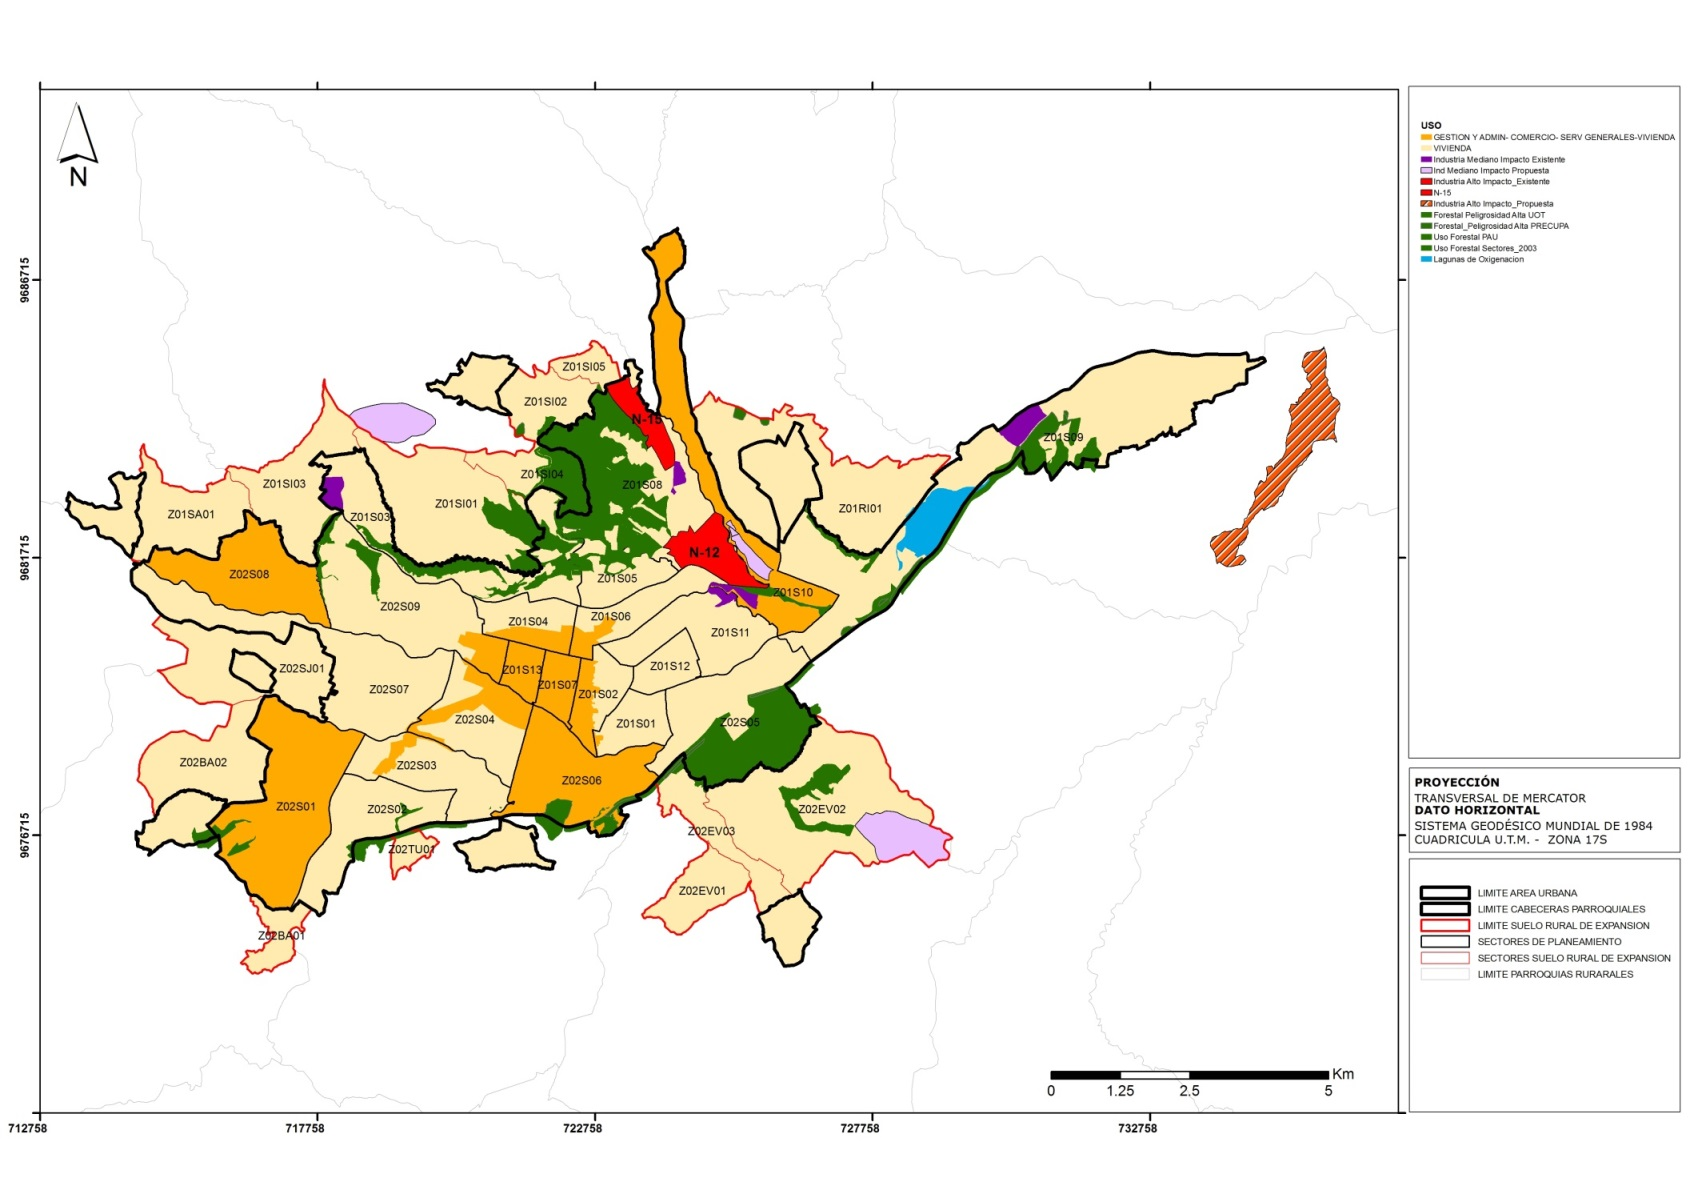 N
USO
GESTION Y ADMIN- COMERCIO- SERV GENERALES-VIVIENDA
VIVIENDA
Industria Mediano Impacto Existente
Ind Mediano Impacto Propuesta
Industria Alto Impacto_Existente
N-15
Industria Alto Impacto_Propuesta
Forestal Peligrosidad Alta UOT
Forestal_Peligrosidad Alta PRECUPA
Uso Forestal PAU
Uso Forestal Sectores_2003
Lagunas de Oxigenacion
9686715
9681715
9676715
Z01SI05
Z01SI02
N-15
Z01S09
Z01SI04
Z01SI03
Z01S08
Z01SI01
Z01RI01
Z01SA01
Z01S03
N-12
Z02S08
Z01S05
Z01S10
Z02S09
Z01S06
Z01S04
Z01S11
Z02SJ01
Z01S12
Z01S13
Z02S07
Z01S07
Z01S02
Z02S04
Z01S01
Z02S05
Z02BA02
Z02S03
Z02S06
Z02S01
Z02S02
Z02EV02
Z02EV03
Z02TU01
Z02EV01
Z02BA01
PROYECCIÓN
TRANSVERSAL DE MERCATOR
DATO HORIZONTAL
SISTEMA GEODÉSICO MUNDIAL DE 1984
CUADRICULA U.T.M. - ZONA 17S
LIMITE AREA URBANA
LIMITE CABECERAS PARROQUIALES
LIMITE SUELO RURAL DE EXPANSION
SECTORES DE PLANEAMIENTO
SECTORES SUELO RURAL DE EXPANSION
LIMITE PARROQUIAS RURARALES
Km
0 1.25 2.5 5
712758 717758 722758 727758 732758